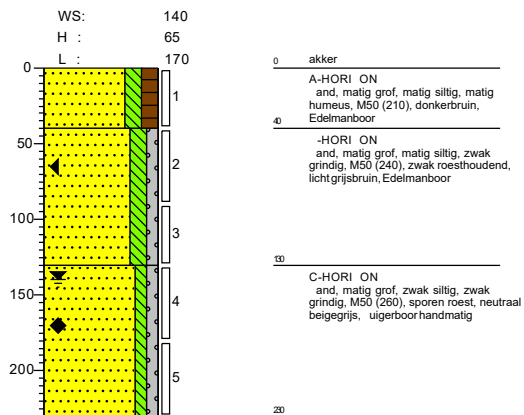 WS: 140
H : 65
L : 170
0
50
100
150
200
1
2
3
4
5
0 akker
A-HORI ON
and, matig grof, matig siltig, matig
humeus, M50 (210), donkerbruin,
Edelmanboor
40
-HORI ON
and, matig grof, matig siltig, zwak
grindig, M50 (240), zwak roesthoudend,
licht grijsbruin, Edelmanboor
130
C-HORI ON
and, matig grof, zwak siltig, zwak
grindig, M50 (260), sporen roest, neutraal
beigegrijs, uigerboor handmatig
230